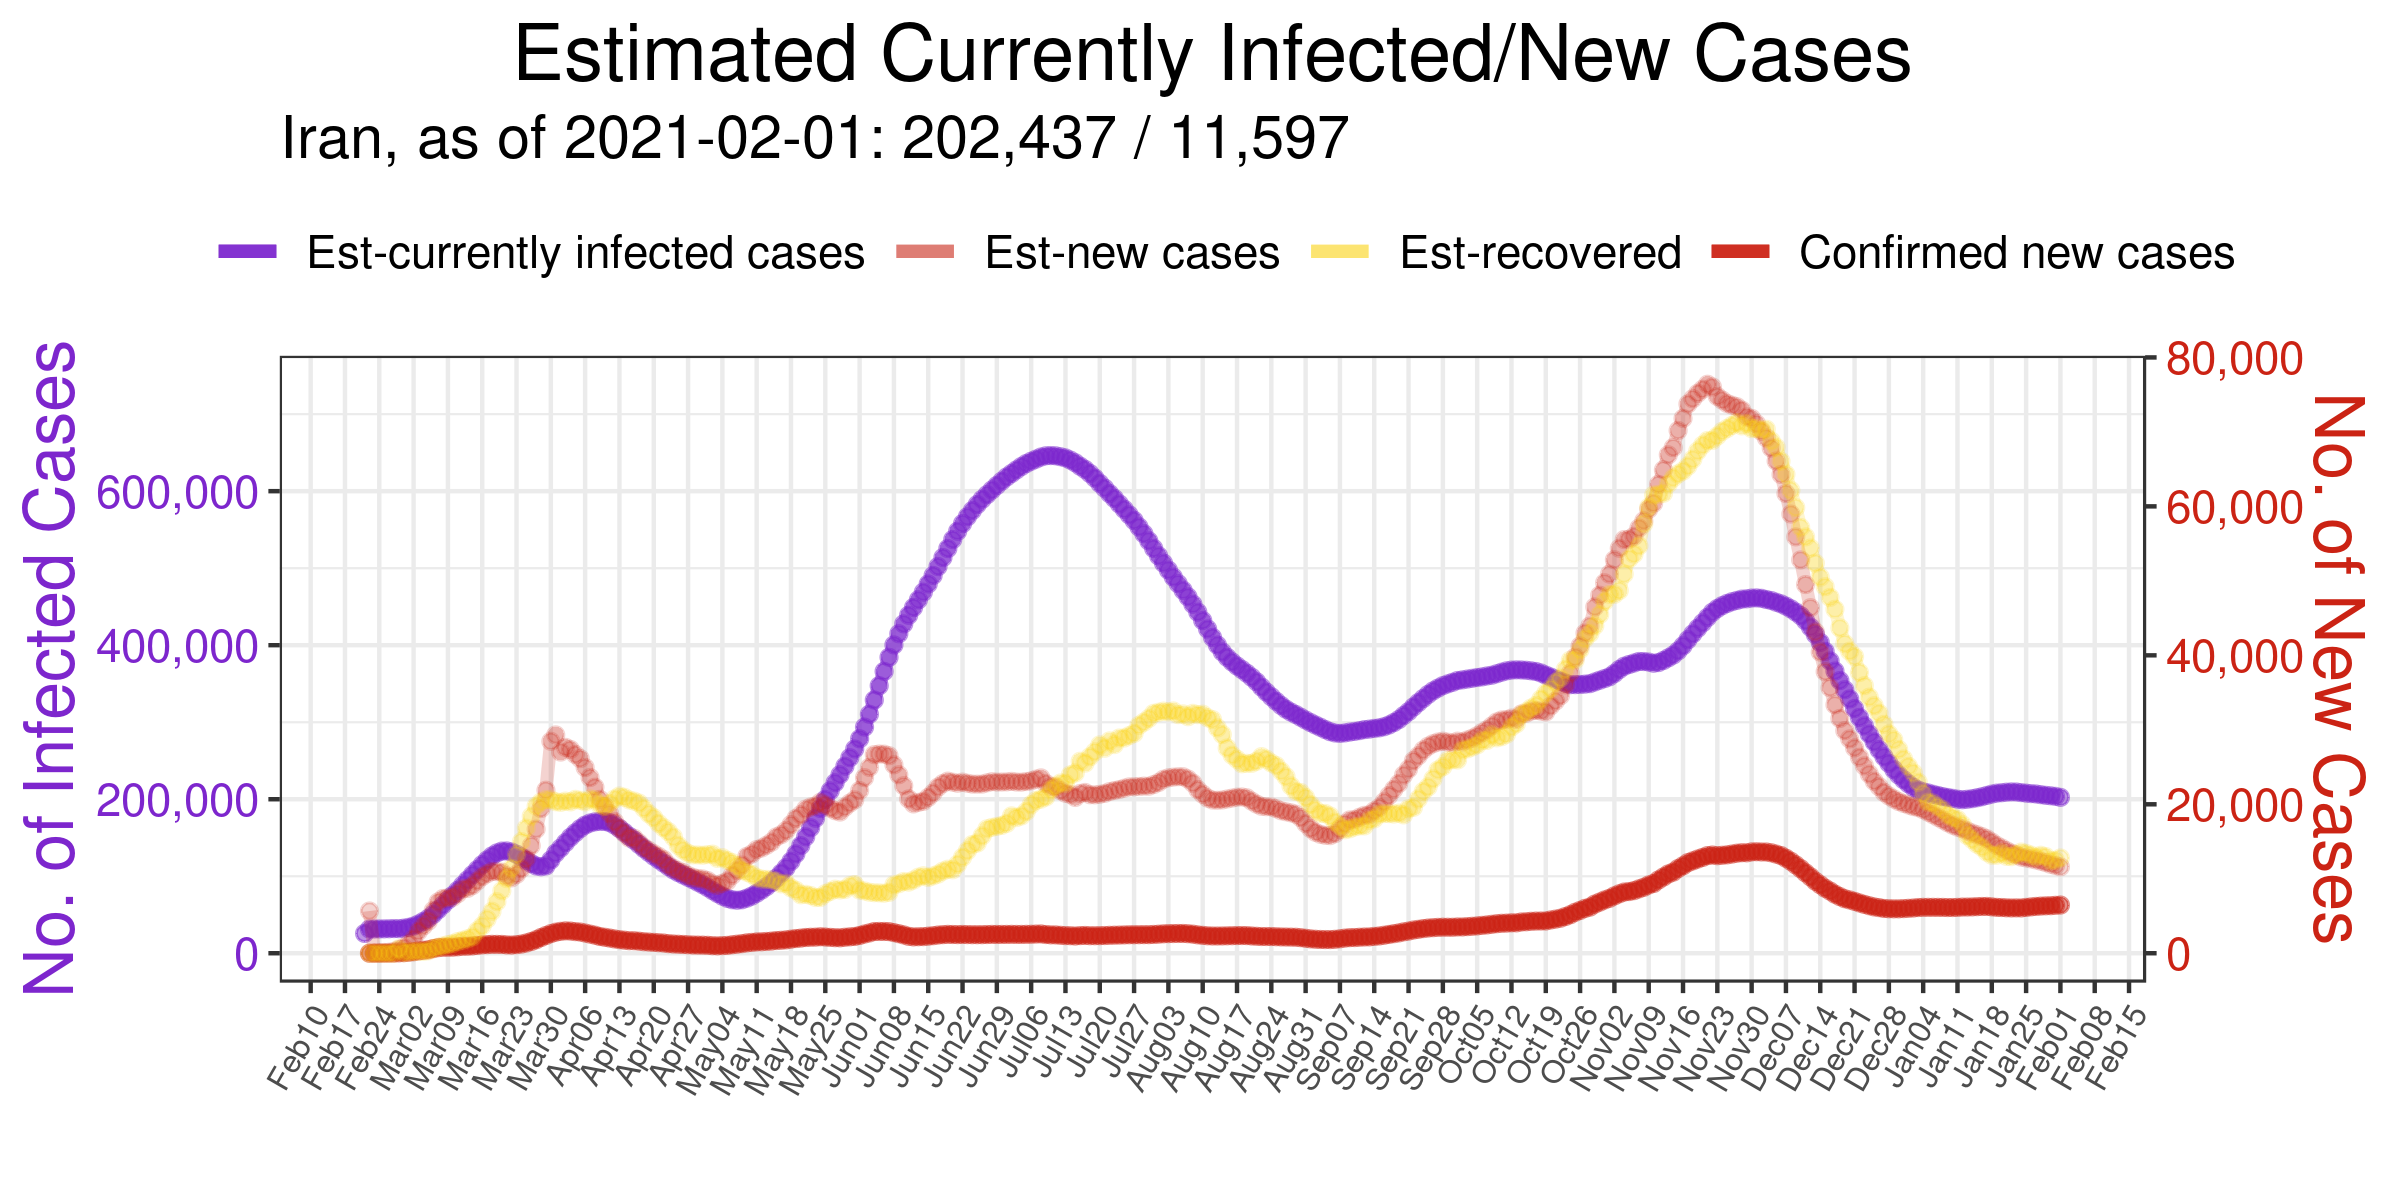 Estimated Currently Infected/New Cases
Iran, as of 2021-02-01: 202,437 / 11,597
Est-currently infected cases Est-new cases Est-recovered Confirmed new cases
No. of Infected Cases
600,000
400,000
200,000
0
80,000
60,000
40,000
20,000
0
No. of New Cases
Feb10 Feb17 Feb24 Mar02 Mar09 Mar16 Mar23 Mar30 Apr06 Apr13 Apr20 Apr27 May04 May11 May18 May25 Jun01 Jun08 Jun15 Jun22 Jun29 Jul06 Jul13 Jul20 Jul27 Aug03 Aug10 Aug17 Aug24 Aug31 Sep07 Sep14 Sep21 Sep28 Oct05 Oct12 Oct19 Oct26 Nov02 Nov09 Nov16 Nov23 Nov30 Dec07 Dec14 Dec21 Dec28 Jan04 Jan11 Jan18 Jan25 Feb01 Feb08 Feb15